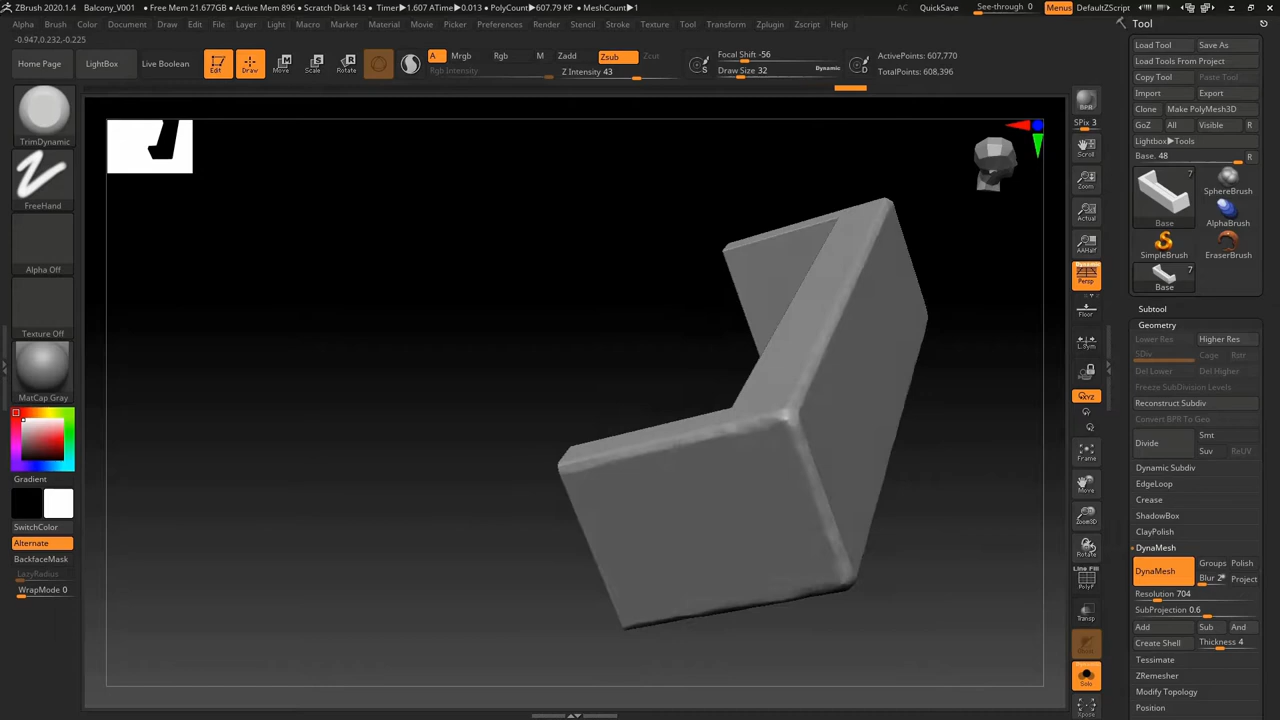 ZBrush 2020.1.4 Balcony_V001 • Free Mem 21.677GB • Active Mem 896 • Scratch Disk 143 • Timer▶1.607 ATime▶0.013 • PolyCount▶607.79 KP • MeshCount▶1 AC QuickSave See-through 0 Menus DefaultZScript
Alpha Brush Color Document Draw Edit File Layer Light Macro Marker Material Movie Picker Preferences Render Stencil Stroke Texture Tool Transform Zplugin Zscript Help
Tool
-0.947,0.232,-0.225
Load Tool Save As
Load Tools From Project
Copy Tool Paste Tool
Import Export
Clone Make PolyMesh3D
GoZ All Visible R
Lightbox▶Tools
Base. 48 R
Home Page LightBox Live Boolean Edit Draw Move Scale Rotate
A Mrgb Rgb M Zadd Zsub Zcut
Rgb Intensity Z Intensity 43
Focal Shift -56
Draw Size 32 Dynamic
S D
ActivePoints: 607,770
TotalPoints: 608,396
TrimDynamic
FreeHand
Alpha Off
Texture Off
MatCap Gray
Gradient
SwitchColor
Alternate
BackfaceMask
LazyRadius
WrapMode 0
BPR
SPix 3
Scroll
Zoom
Actual
AAHalf
Dynamic
Persp
Floor
L.Sym
XYZ
Frame
Move
Zoom3D
Rotate
Line Fill
PolyF
Transp
Solo
Xpose
7
Base
SphereBrush
AlphaBrush
SimpleBrush
EraserBrush
7
Base
Subtool
Geometry
Lower Res Higher Res
SDiv Cage Rstr
Del Lower Del Higher
Freeze SubDivision Levels
Reconstruct Subdiv
Convert BPR To Geo
Divide Smt
Suv ReUV
Dynamic Subdiv
EdgeLoop
Crease
ShadowBox
ClayPolish
DynaMesh
DynaMesh Groups Polish
Blur 2 Project
Resolution 704
SubProjection 0.6
Add Sub And
Create Shell Thickness 4
Tessimate
ZRemesher
Modify Topology
Position